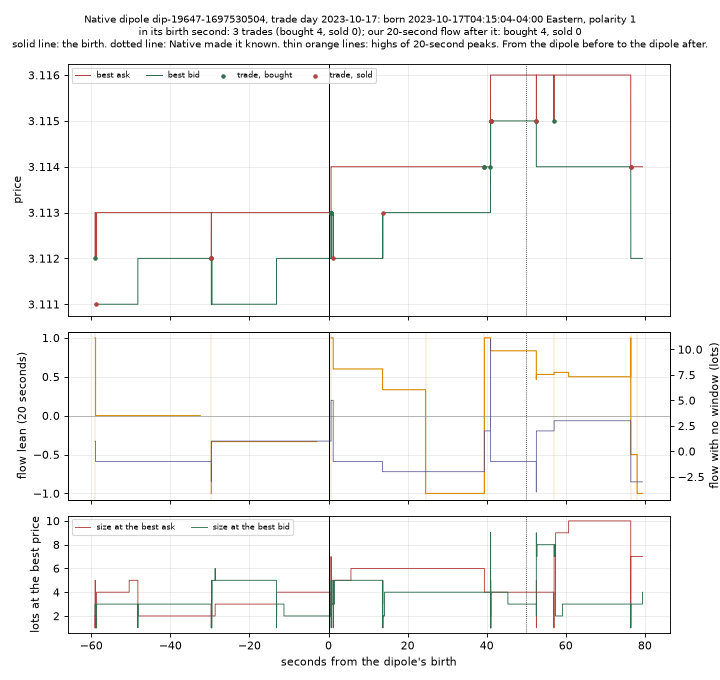 Native dipole dip-19647-1697530504, trade day 2023-10-17: born 2023-10-17T04:15:04-04:00 Eastern, polarity 1
in its birth second: 3 trades (bought 4, sold 0); our 20-second flow after it: bought 4, sold 0
solid line: the birth. dotted line: Native made it known. thin orange lines: highs of 20-second peaks. From the dipole before to the dipole after.
best ask
best bid
trade, bought
trade, sold
3.116
3.115
3.114
3.113
3.112
3.111
price
1.0
0.5
0.0
−0.5
−1.0
flow lean (20 seconds)
10.0
7.5
5.0
2.5
0.0
−2.5
flow with no window (lots)
size at the best ask
size at the best bid
10
8
6
4
2
lots at the best price
−60
−40
−20
0
20
40
60
80
seconds from the dipole's birth